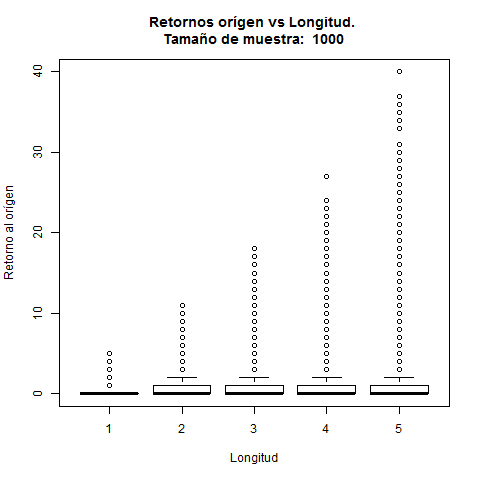 Retornos orígen vs Longitud.
Tamaño de muestra:  1000
Retorno al orígen
40
30
20
10
0
1 2 3 4 5
Longitud